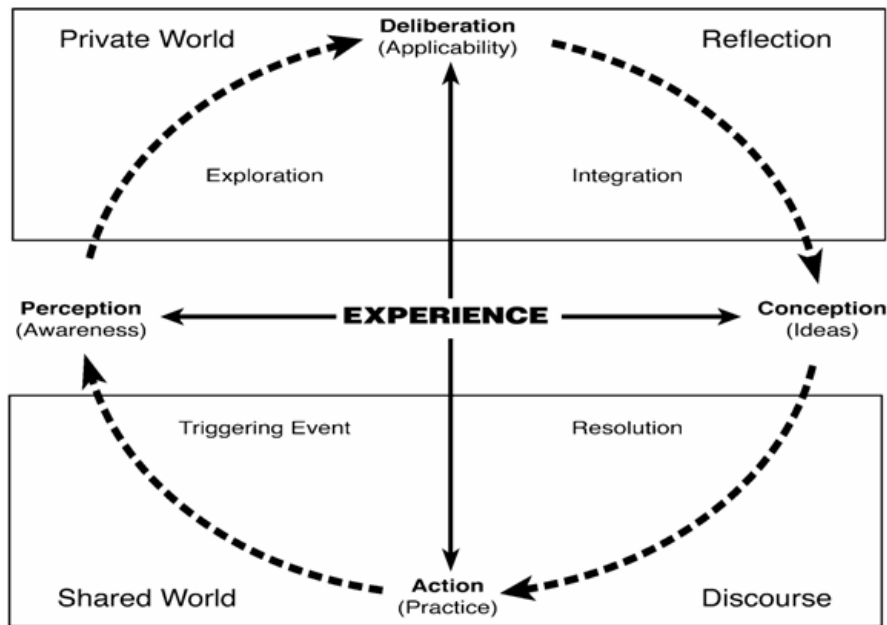 Private World
Deliberation
(Applicability)
Reflection
Exploration
Integration
Perception
(Awareness)
EXPERIENCE
Conception
(Ideas)
Triggering Event
Resolution
Shared World
Action
(Practice)
Discourse